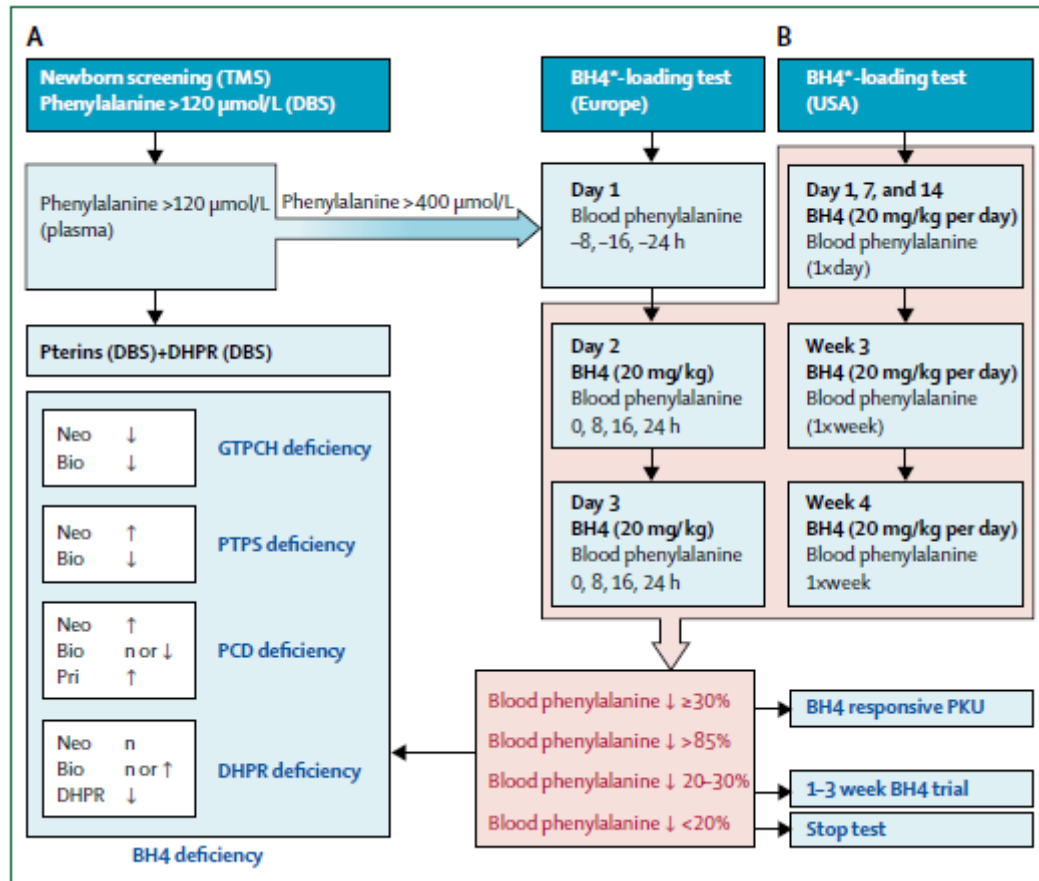 A
Newborn screening (TMS)
Phenylalanine >120 µmol/L (DBS)
Phenylalanine >120 µmol/L
(plasma)
Phenylalanine >400 µmol/L
Pterins (DBS)+DHPR (DBS)
Neo ↓
Bio ↓
GTPCH deficiency
Neo ↑
Bio ↓
PTPS deficiency
Neo ↑
Bio n or ↓
Pri ↑
PCD deficiency
Neo n
Bio n or ↑
DHPR ↓
DHPR deficiency
BH4 deficiency
BH4*-loading test
(Europe)
Day 1
Blood phenylalanine
–8, –16, –24 h
Day 2
BH4 (20 mg/kg)
Blood phenylalanine
0, 8, 16, 24 h
Day 3
BH4 (20 mg/kg)
Blood phenylalanine
0, 8, 16, 24 h
B
BH4*-loading test
(USA)
Day 1, 7, and 14
BH4 (20 mg/kg per day)
Blood phenylalanine
(1xday)
Week 3
BH4 (20 mg/kg per day)
Blood phenylalanine
(1xweek)
Week 4
BH4 (20 mg/kg per day)
Blood phenylalanine
1xweek
Blood phenylalanine ↓ ≥30%
Blood phenylalanine ↓ >85%
Blood phenylalanine ↓ 20–30%
Blood phenylalanine ↓ <20%
BH4 responsive PKU
1–3 week BH4 trial
Stop test